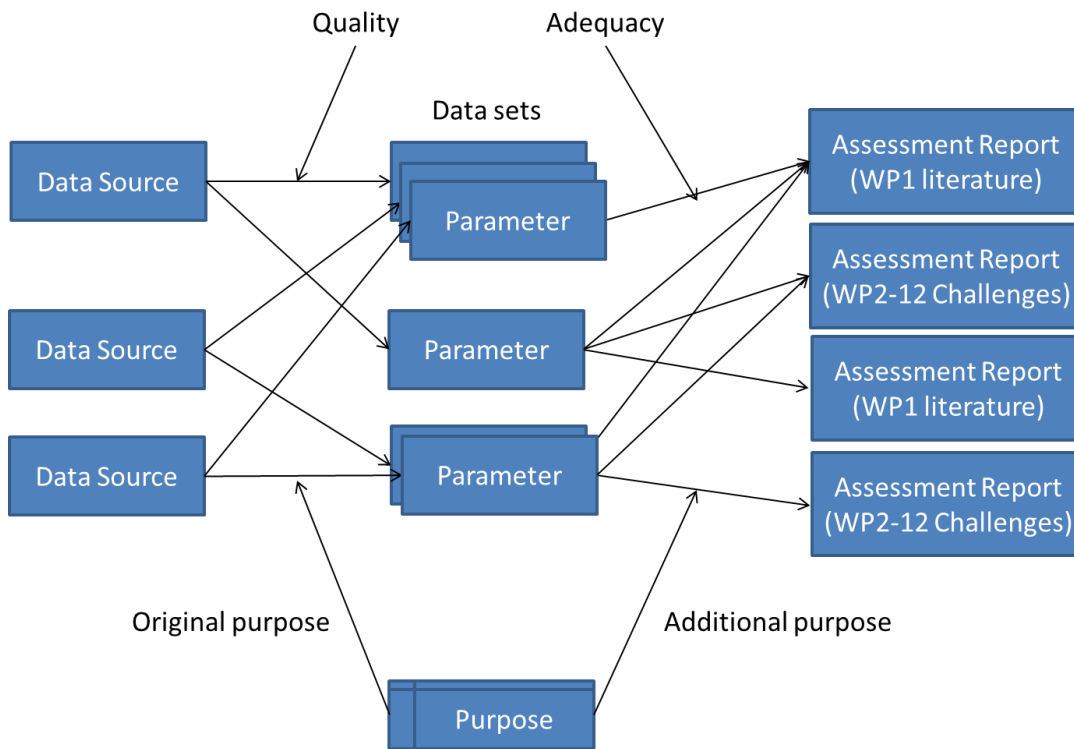 Quality
Adequacy
Data sets
Data Source
Parameter
Assessment Report
(WP1 literature)
Data Source
Parameter
Assessment Report
(WP2-12 Challenges)
Assessment Report
(WP1 literature)
Data Source
Parameter
Assessment Report
(WP2-12 Challenges)
Original purpose
Additional purpose
Purpose